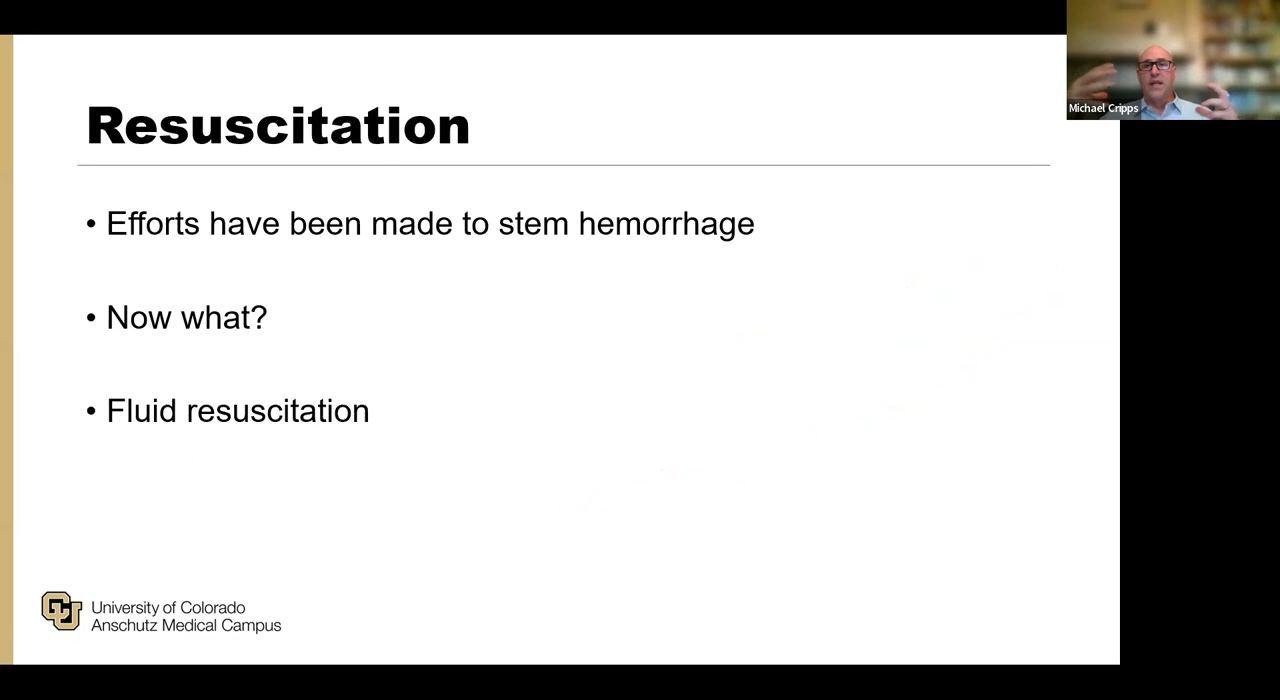 Michael Cripps
Resuscitation
• Efforts have been made to stem hemorrhage
• Now what?
• Fluid resuscitation
CU
University of Colorado
Anschutz Medical Campus